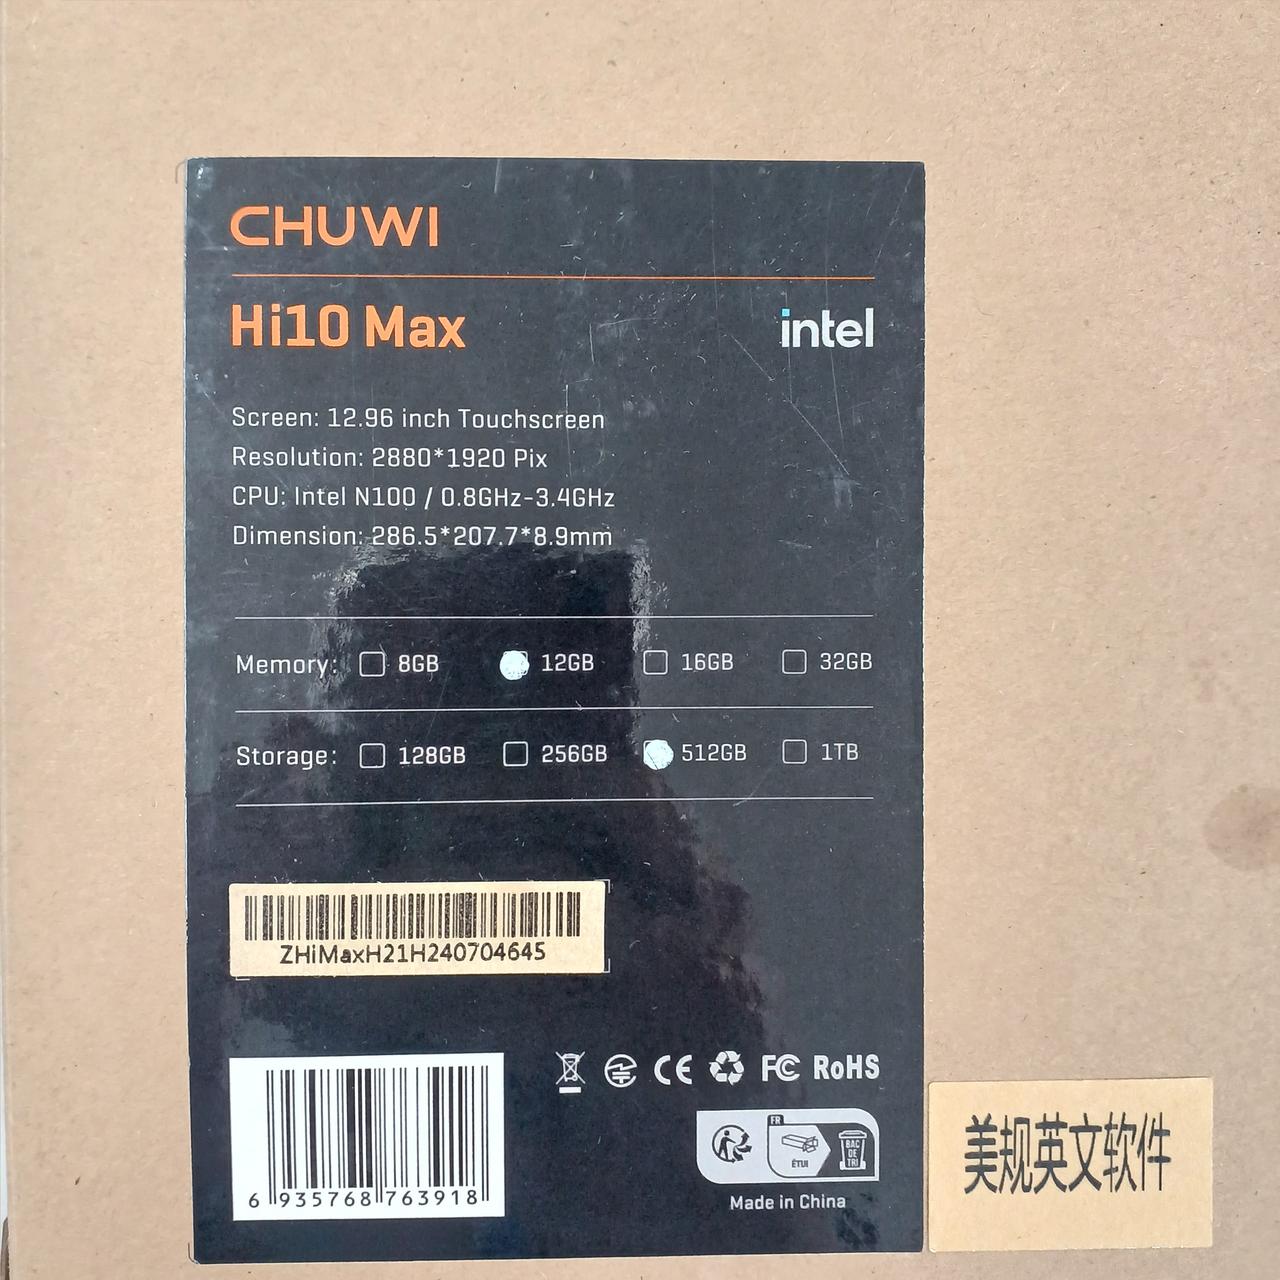 CHUWI
Hi10 Max
intel
Screen: 12.96 inch Touchscreen
Resolution: 2880*1920 Pix
CPU: Intel N100 / 0.8GHz-3.4GHz
Dimension: 286.5*207.7*8.9mm
Memory: 8GB 12GB 16GB 32GB
Storage: 128GB 256GB 512GB 1TB
ZHiMaxH21H240704645
CE FC RoHS
FR
ÉTUI
BAC
DE
TRI
6 935768 763918
Made in China
美规英文软件